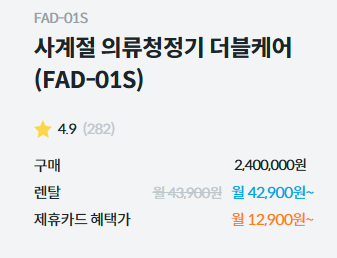 FAD-01S
사계절 의류청정기 더블케어
(FAD-01S)
4.9 (282)
구매 2,400,000원
렌탈 월 43,900원 월 42,900원~
제휴카드 혜택가 월 12,900원~